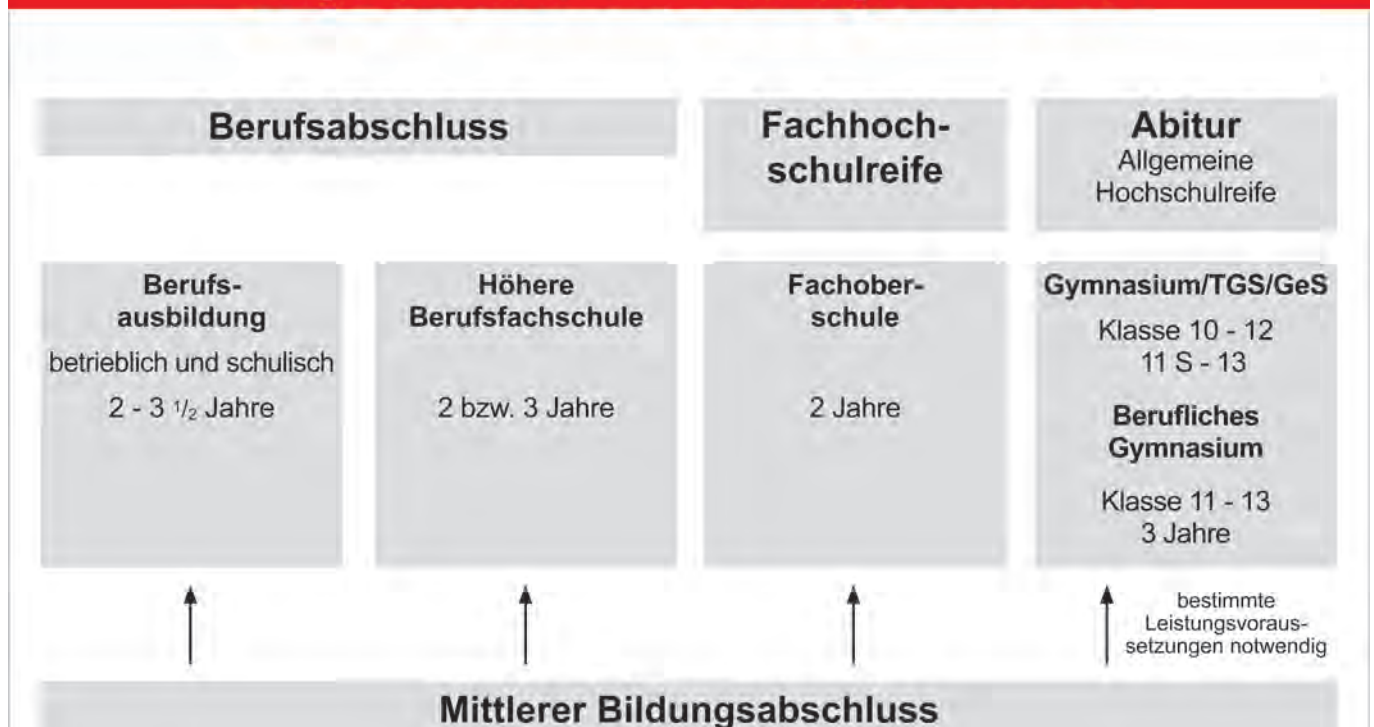 Berufsabschluss
Fachhoch-
schulreife
Abitur
Allgemeine
Hochschulreife
Berufs-
ausbildung
betrieblich und schulisch
2 - 3 1/2 Jahre
Höhere
Berufsfachschule
2 bzw. 3 Jahre
Fachober-
schule
2 Jahre
Gymnasium/TGS/GeS
Klasse 10 - 12
11 S - 13
Berufliches
Gymnasium
Klasse 11 - 13
3 Jahre
bestimmte
Leistungsvoraus-
setzungen notwendig
Mittlerer Bildungsabschluss